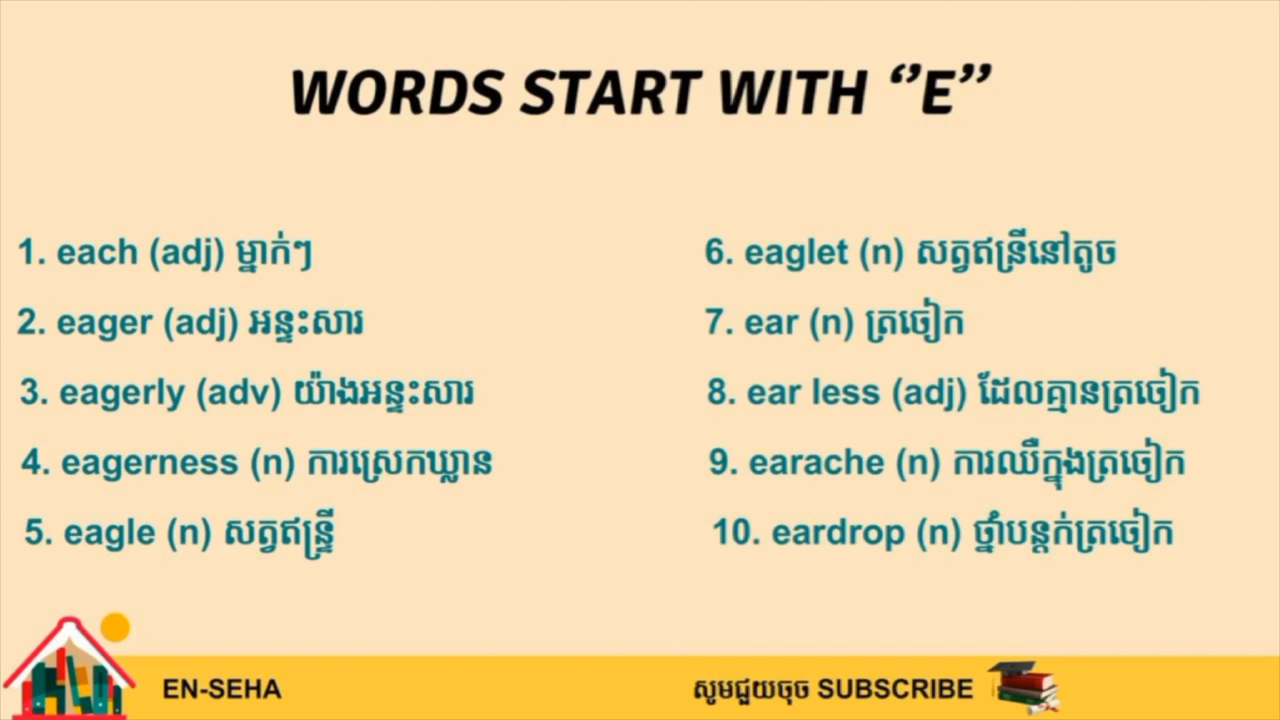 WORDS START WITH ‘’E’’
1. each (adj) ម្នាក់ៗ
2. eager (adj) អន្ទះសារ
3. eagerly (adv) យ៉ាងអន្ទះសារ
4. eagerness (n) ការស្រេកឃ្លាន
5. eagle (n) សត្វឥន្ទ្រី
6. eaglet (n) សត្វឥន្រ្ទីនៅតូច
7. ear (n) ត្រចៀក
8. ear less (adj) ដែលគ្មានត្រចៀក
9. earache (n) ការឈឺក្នុងត្រចៀក
10. eardrop (n) ថ្នាំបន្តក់ត្រចៀក
EN-SEHA
សូមជួយចុច SUBSCRIBE